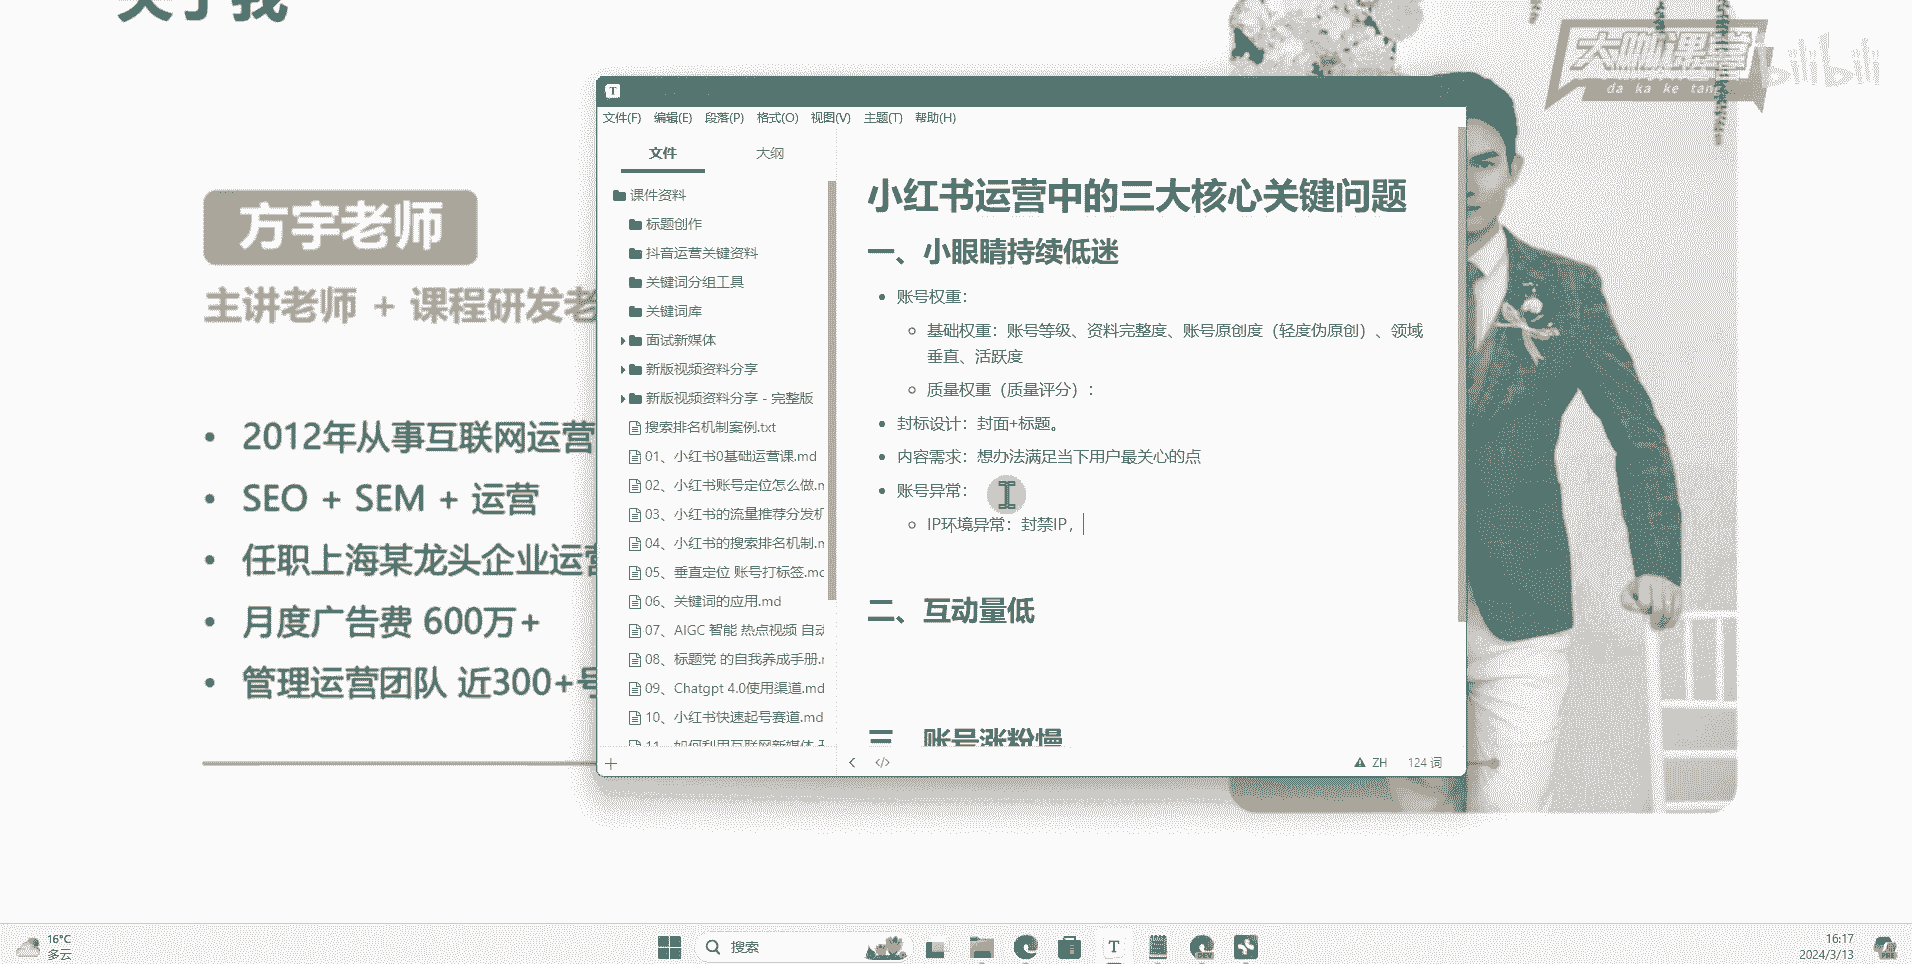 关于我
大咖课堂
da ka ke tang
bilibili
方宇老师
主讲老师 + 课程研发老
2012年从事互联网运营
SEO + SEM + 运营
任职上海某龙头企业运营
月度广告费 600万+
管理运营团队 近300+号
T
文件(F) 编辑(E) 段落(P) 格式(O) 视图(V) 主题(T) 帮助(H)
文件 大纲
课件资料
标题创作
抖音运营关键资料
关键词分组工具
关键词库
面试新媒体
新版视频资料分享
新版视频资料分享 - 完整版
搜索排名机制案例.txt
01、小红书0基础运营课.md
02、小红书账号定位怎么做.m
03、小红书的流量推荐分发机
04、小红书的搜索排名机制.m
05、垂直定位 账号打标签.mc
06、关键词的应用.md
07、AIGC 智能 热点视频 自动
08、标题党 的自我养成手册.m
09、Chatgpt 4.0使用渠道.md
10、小红书快速起号赛道.md
11、如何利用互联网新媒体
小红书运营中的三大核心关键问题
一、小眼睛持续低迷
账号权重：
基础权重：账号等级、资料完整度、账号原创度（轻度伪原创）、领域
垂直、活跃度
质量权重（质量评分）：
封标设计：封面+标题。
内容需求：想办法满足当下用户最关心的点
账号异常：
IP环境异常：封禁IP，
二、互动量低
三、账号涨粉慢
ZH 124 词
16°C
多云
搜索
T
DEV
16:17
2024/3/13
PRE